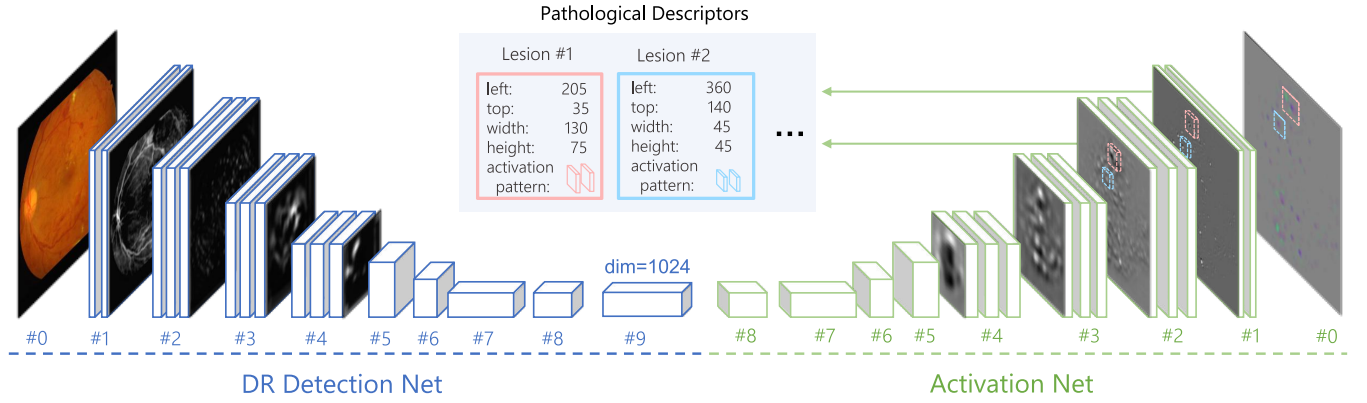 Pathological Descriptors
Lesion #1
left: 205
top: 35
width: 130
height: 75
activation
pattern:
Lesion #2
left: 360
top: 140
width: 45
height: 45
activation
pattern:
...
dim=1024
#0 #1 #2 #3 #4 #5 #6 #7 #8 #9 #8 #7 #6 #5 #4 #3 #2 #1 #0
DR Detection Net
Activation Net